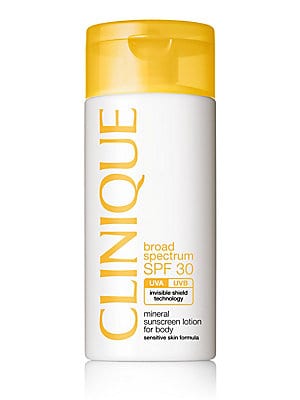 CLINIQUE
broad
spectrum
SPF 30
UVA UVB
invisible shield
technology
mineral
sunscreen lotion
for body
sensitive skin formula